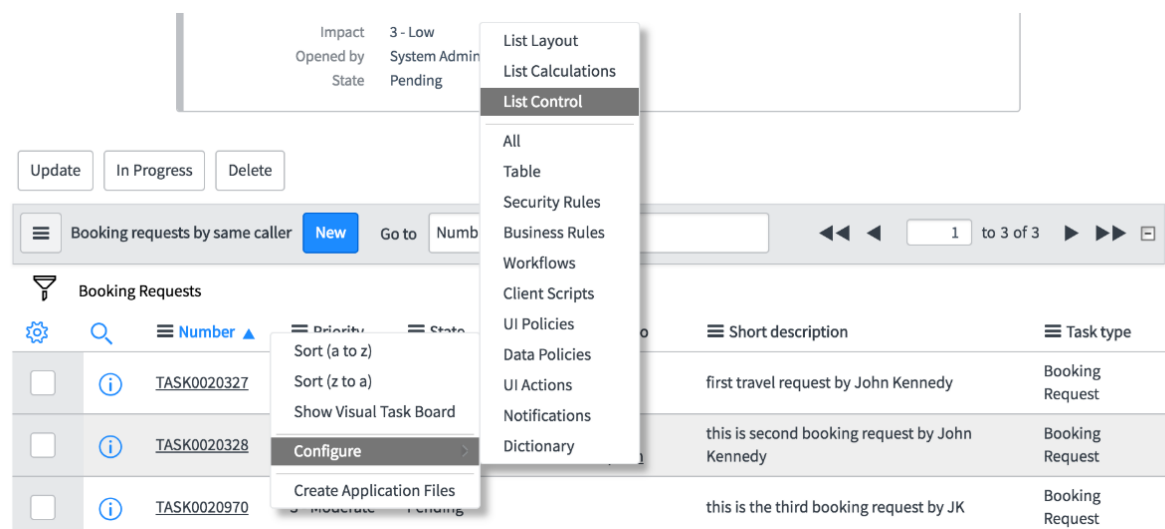 Impact 3 - Low
Opened by System Admin
State Pending
List Layout
List Calculations
List Control
All
Table
Security Rules
Business Rules
Workflows
Client Scripts
UI Policies
Data Policies
UI Actions
Notifications
Dictionary
Update In Progress Delete
Booking requests by same caller New Go to Numb 1 to 3 of 3
Booking Requests
Number Priority State Short description Task type
Sort (a to z)
Sort (z to a)
Show Visual Task Board
Configure
Create Application Files
TASK0020327 first travel request by John Kennedy Booking
Request
TASK0020328 this is second booking request by John Booking
Kennedy Request
TASK0020970 3 - Moderate Pending this is the third booking request by JK Booking
Request